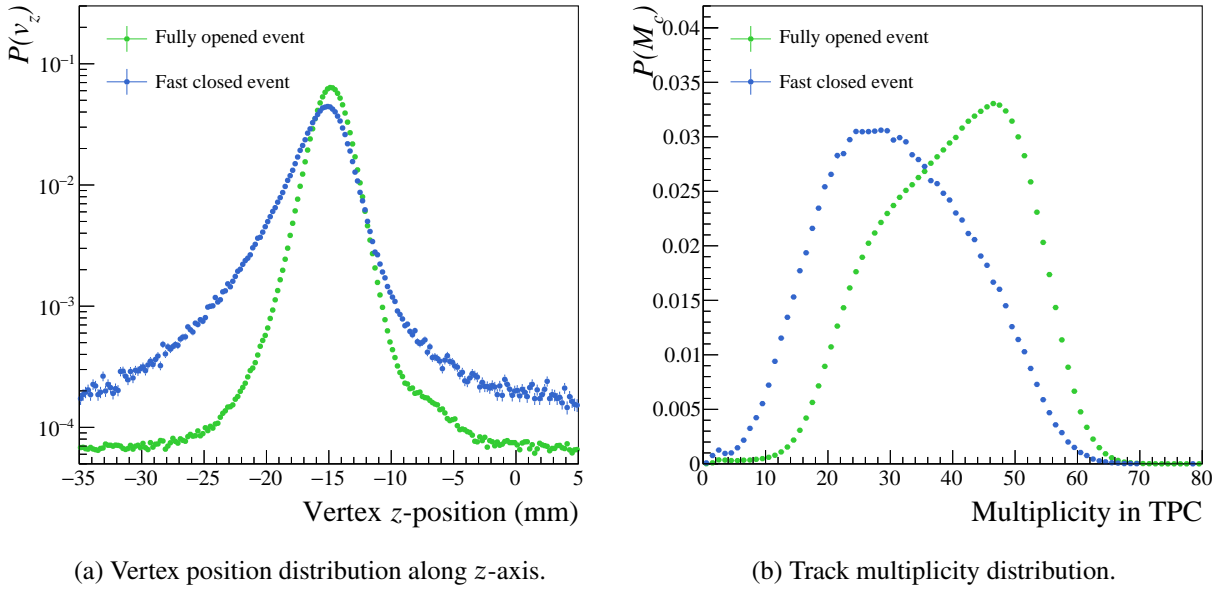 P(v_z)
10⁻¹
10⁻²
10⁻³
10⁻⁴
Fully opened event
Fast closed event
−35 −30 −25 −20 −15 −10 −5 0 5
Vertex z-position (mm)
(a) Vertex position distribution along z-axis.
P(M_c)
0.04
0.035
0.03
0.025
0.02
0.015
0.01
0.005
0
Fully opened event
Fast closed event
0 10 20 30 40 50 60 70 80
Multiplicity in TPC
(b) Track multiplicity distribution.